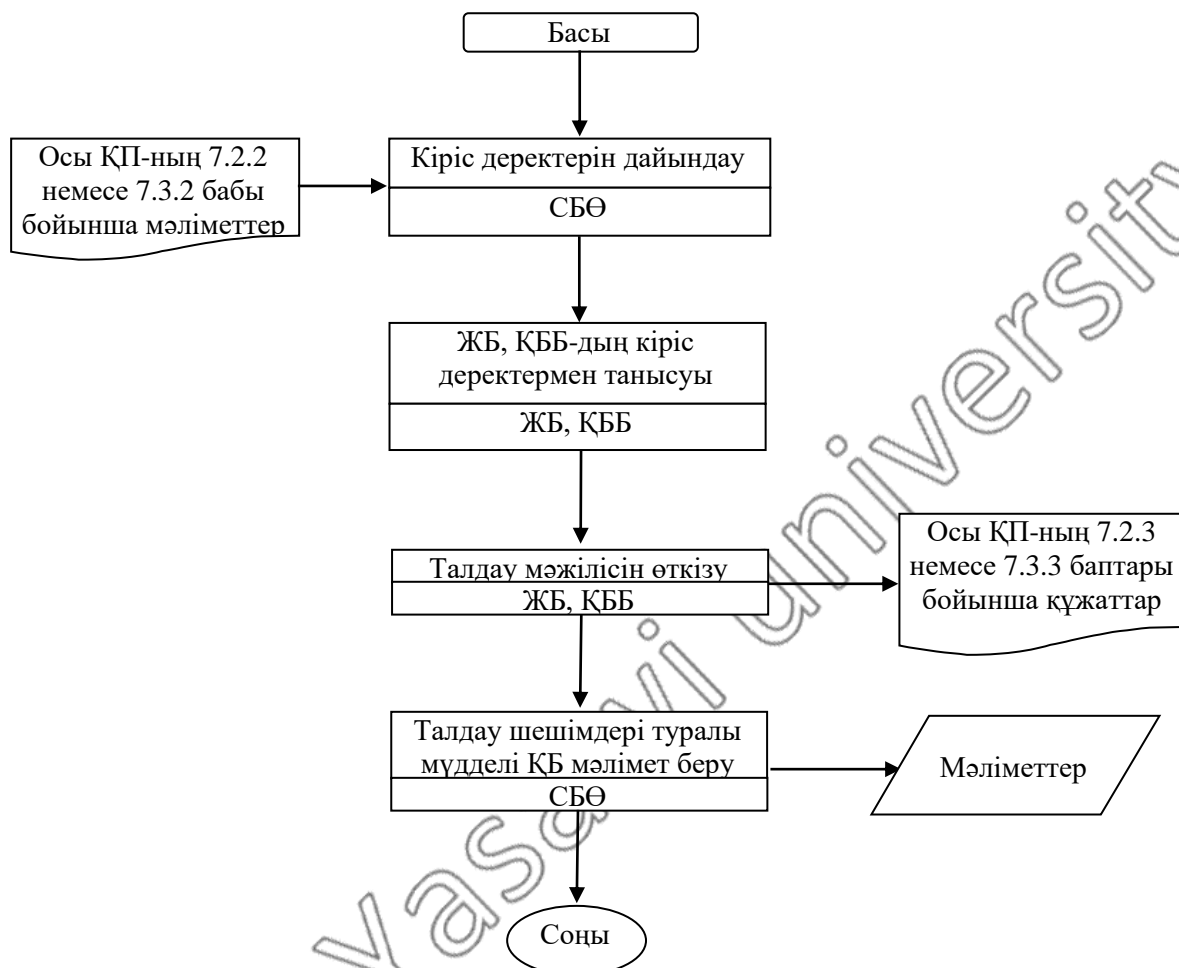 Басы
Осы ҚП-ның 7.2.2
немесе 7.3.2 бабы
бойынша мәліметтер
Кіріс деректерін дайындау
СБӨ
ЖБ, ҚББ-дың кіріс
деректермен танысуы
ЖБ, ҚББ
Талдау мәжілісін өткізу
ЖБ, ҚББ
Осы ҚП-ның 7.2.3
немесе 7.3.3 баптары
бойынша құжаттар
Талдау шешімдері туралы
мүдделі ҚБ мәлімет беру
СБӨ
Мәліметтер
Соңы
Yasavi university